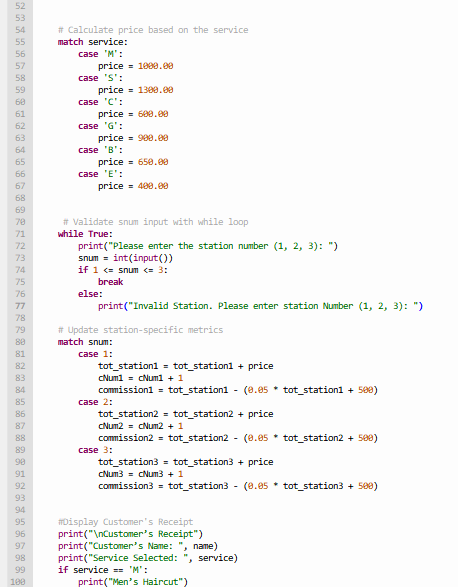 52
53
54 # Calculate price based on the service
55 match service:
56 case 'M':
57 price = 1000.00
58 case 'S':
59 price = 1300.00
60 case 'C':
61 price = 600.00
62 case 'G':
63 price = 900.00
64 case 'B':
65 price = 650.00
66 case 'E':
67 price = 400.00
68
69
70 # Validate snum input with while loop
71 while True:
72 print("Please enter the station number (1, 2, 3): ")
73 snum = int(input())
74 if 1 <= snum <= 3:
75 break
76 else:
77 print("Invalid Station. Please enter station Number (1, 2, 3): ")
78
79 # Update station-specific metrics
80 match snum:
81 case 1:
82 tot_station1 = tot_station1 + price
83 cNum1 = cNum1 + 1
84 commission1 = tot_station1 - (0.05 * tot_station1 + 500)
85 case 2:
86 tot_station2 = tot_station2 + price
87 cNum2 = cNum2 + 1
88 commission2 = tot_station2 - (0.05 * tot_station2 + 500)
89 case 3:
90 tot_station3 = tot_station3 + price
91 cNum3 = cNum3 + 1
92 commission3 = tot_station3 - (0.05 * tot_station3 + 500)
93
94
95 #Display Customer's Receipt
96 print("\nCustomer’s Receipt")
97 print("Customer’s Name: ", name)
98 print("Service Selected: ", service)
99 if service == 'M':
100 print("Men’s Haircut")